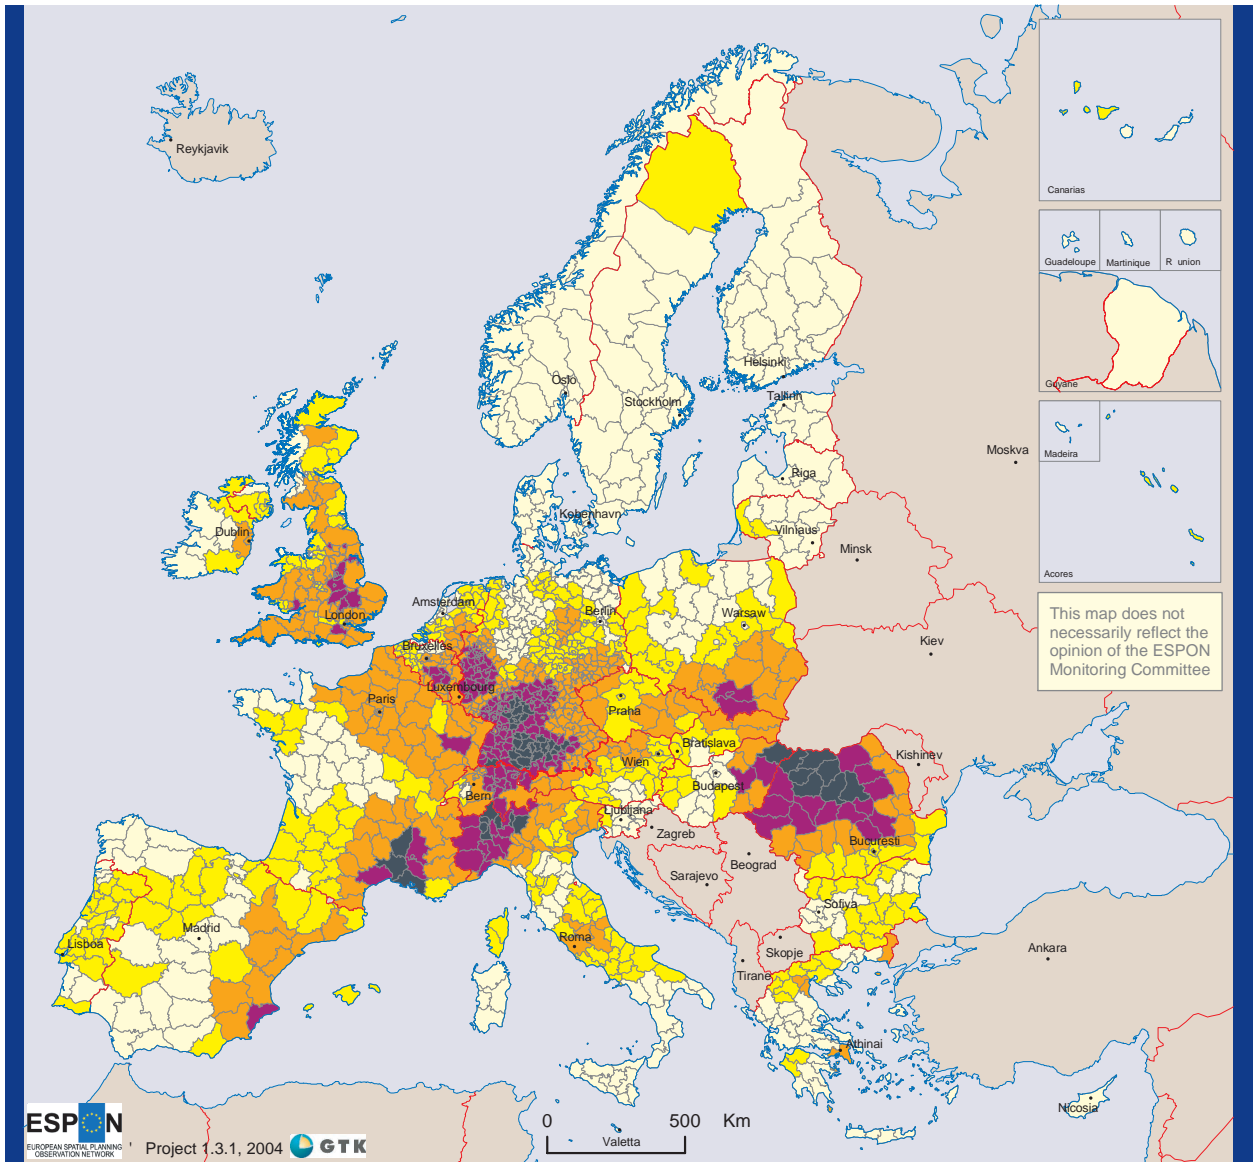 Reykjavik
Canarias
Guadeloupe
Martinique
R union
Guyane
Madeira
Acores
Helsinki
Oslo
Stockholm
Tallinn
Riga
Moskva
København
Vilniaus
Minsk
Dublin
Amsterdam
Berlin
Warsaw
London
Kiev
Bruxelles
Luxembourg
Paris
Praha
Bratislava
Wien
Kishinev
Budapest
Bern
Ljubljana
Zagreb
Bucuresti
Beograd
Sarajevo
Sofiya
Madrid
Lisboa
Roma
Skopje
Tirane
Ankara
Athinai
Nicosia
Valetta
This map does not
necessarily reflect the
opinion of the ESPON
Monitoring Committee
ESPON
EUROPEAN SPATIAL PLANNING
OBSERVATION NETWORK
' Project 1.3.1, 2004
GTK
0 500 Km